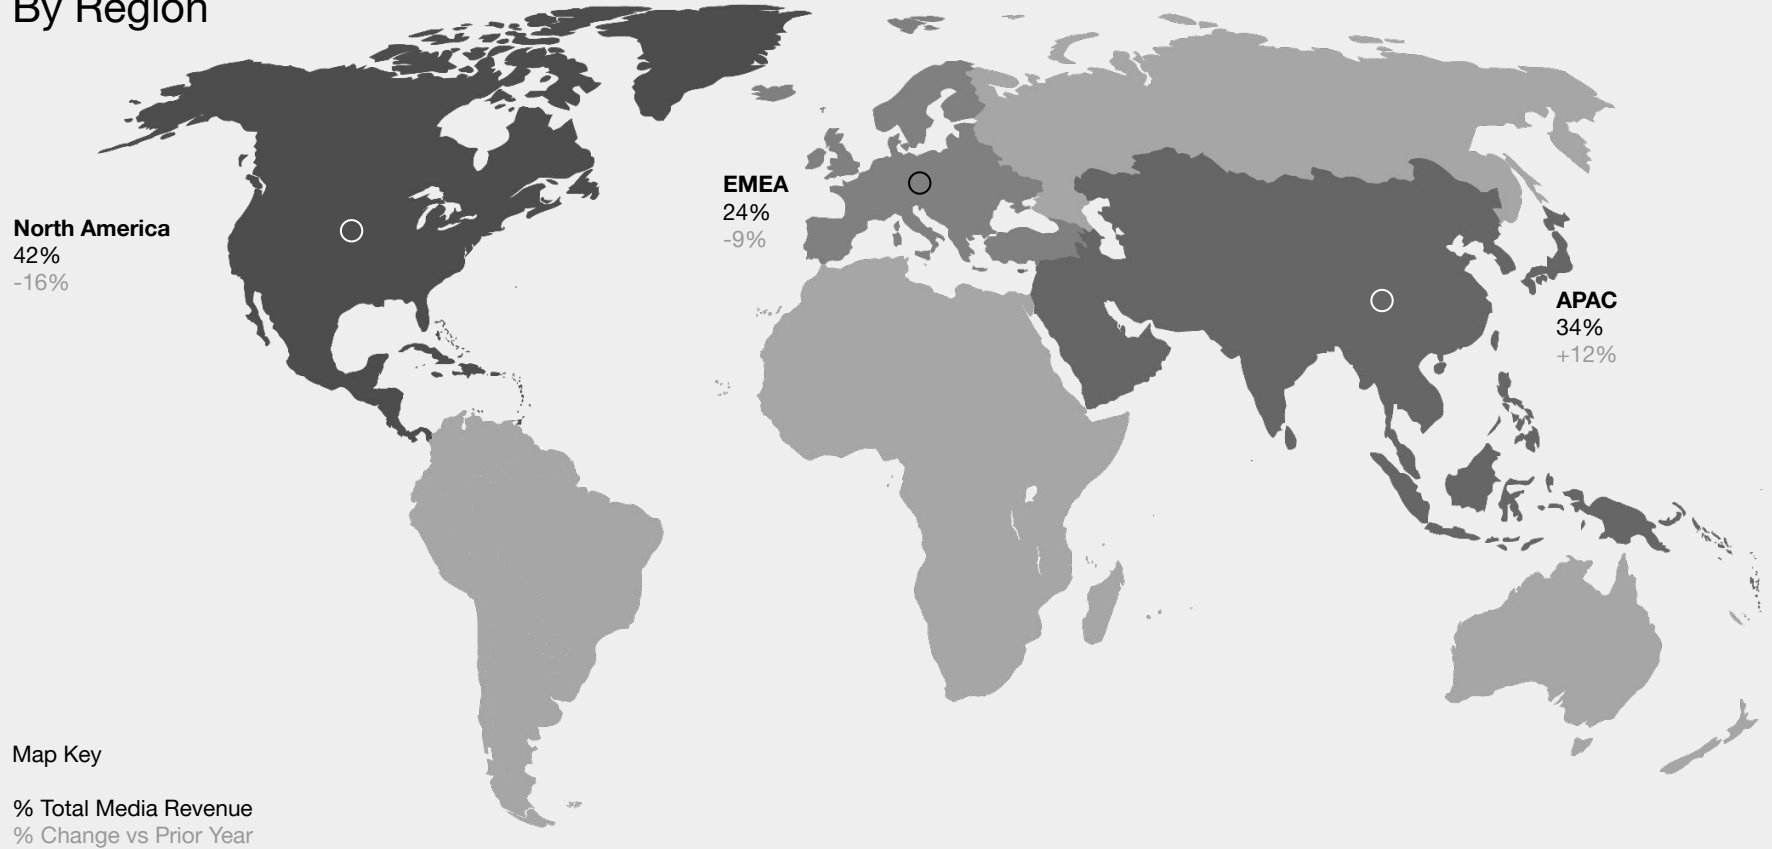 By Region
EMEA
24%
-9%
North America
42%
-16%
APAC
34%
+12%
Map Key
% Total Media Revenue
% Change vs Prior Year